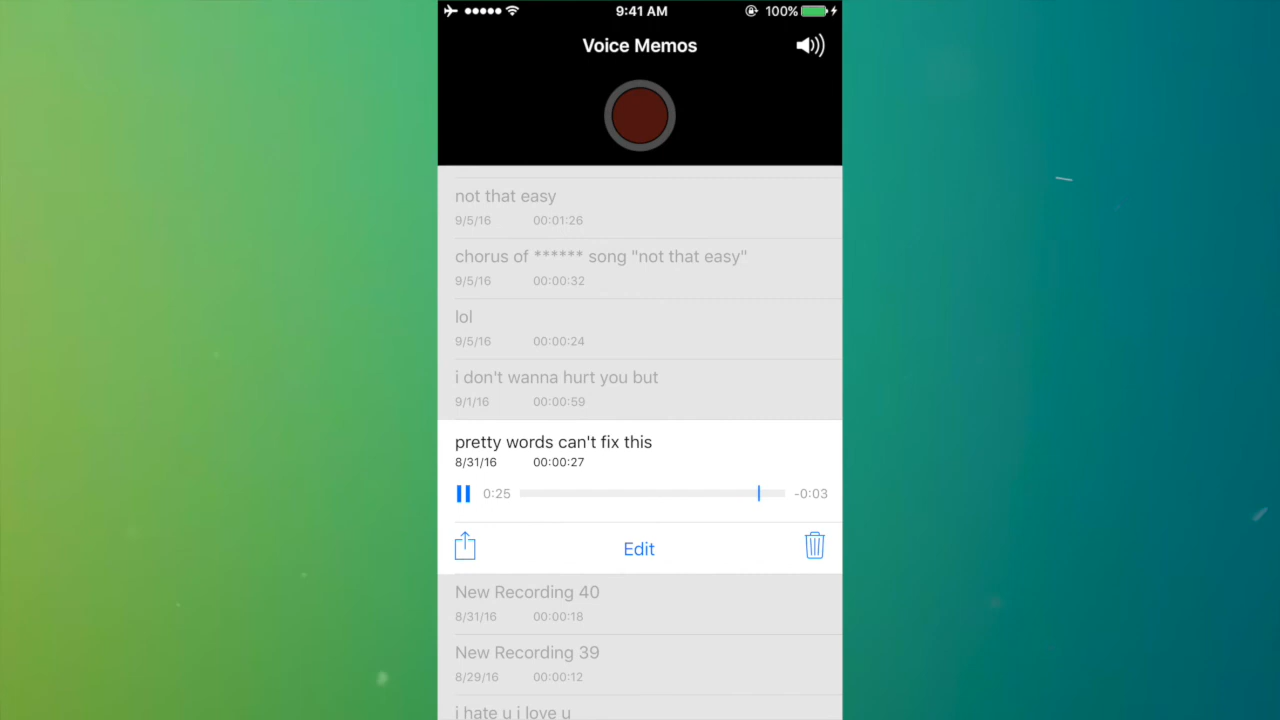 9:41 AM 100%
Voice Memos
not that easy
9/5/16 00:01:26
chorus of ****** song "not that easy"
9/5/16 00:00:32
lol
9/5/16 00:00:24
i don't wanna hurt you but
9/1/16 00:00:59
pretty words can't fix this
8/31/16 00:00:27
0:25 -0:03
Edit
New Recording 40
8/31/16 00:00:18
New Recording 39
8/29/16 00:00:12
i hate u i love u